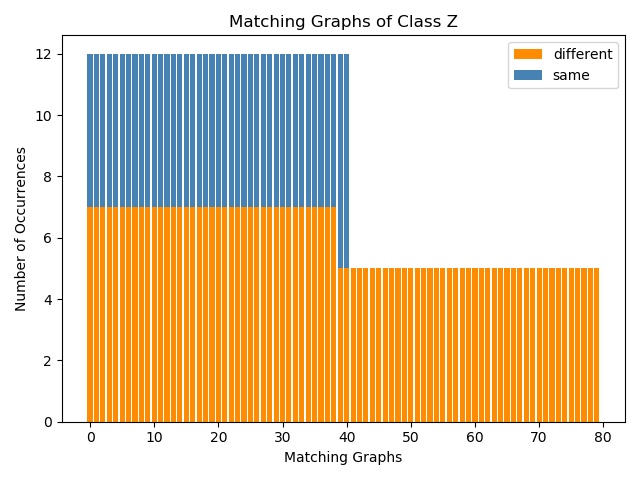 Matching Graphs of Class Z
different
same
Number of Occurrences
12
10
8
6
4
2
0
0 10 20 30 40 50 60 70 80
Matching Graphs